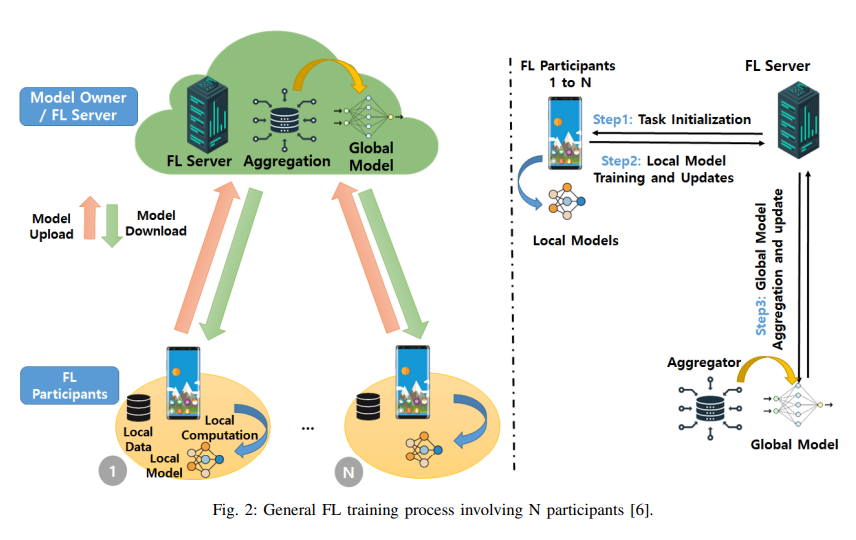 Model Owner
/ FL Server
FL Server
Aggregation
Global
Model
Model
Upload
Model
Download
FL
Participants
Local
Data
Local
Computation
Local
Model
1
...
N
FL Participants
1 to N
FL Server
Step1: Task Initialization
Step2: Local Model
Training and Updates
Local Models
Step3: Global Model
Aggregation and update
Aggregator
Global Model
Fig. 2: General FL training process involving N participants [6].